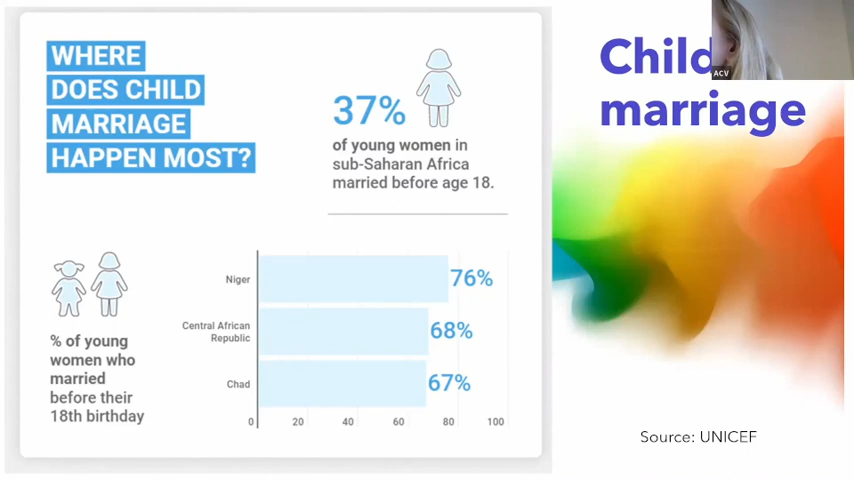 WHERE
DOES CHILD
MARRIAGE
HAPPEN MOST?
37%
of young women in
sub-Saharan Africa
married before age 18.
% of young
women who
married
before their
18th birthday
Niger
76%
Central African
Republic
68%
Chad
67%
0 20 40 60 80 100
Child
marriage
ACV
Source: UNICEF